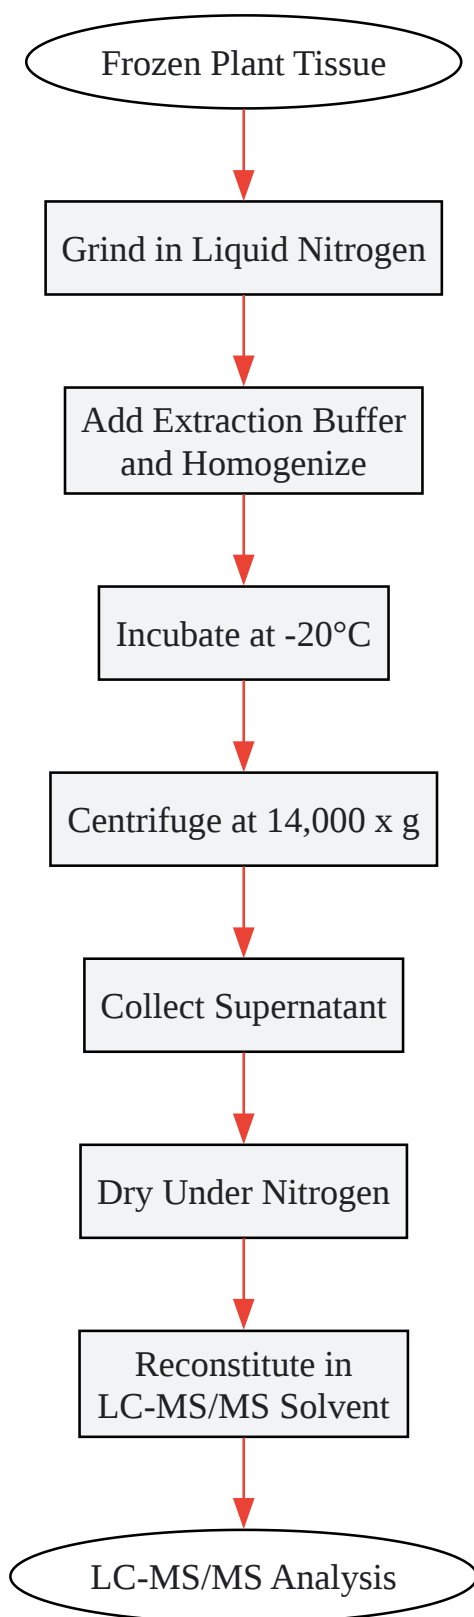 Frozen Plant Tissue
Grind in Liquid Nitrogen
Add Extraction Buffer
and Homogenize
Incubate at -20°C
Centrifuge at 14,000 x g
Collect Supernatant
Dry Under Nitrogen
Reconstitute in
LC-MS/MS Solvent
LC-MS/MS Analysis